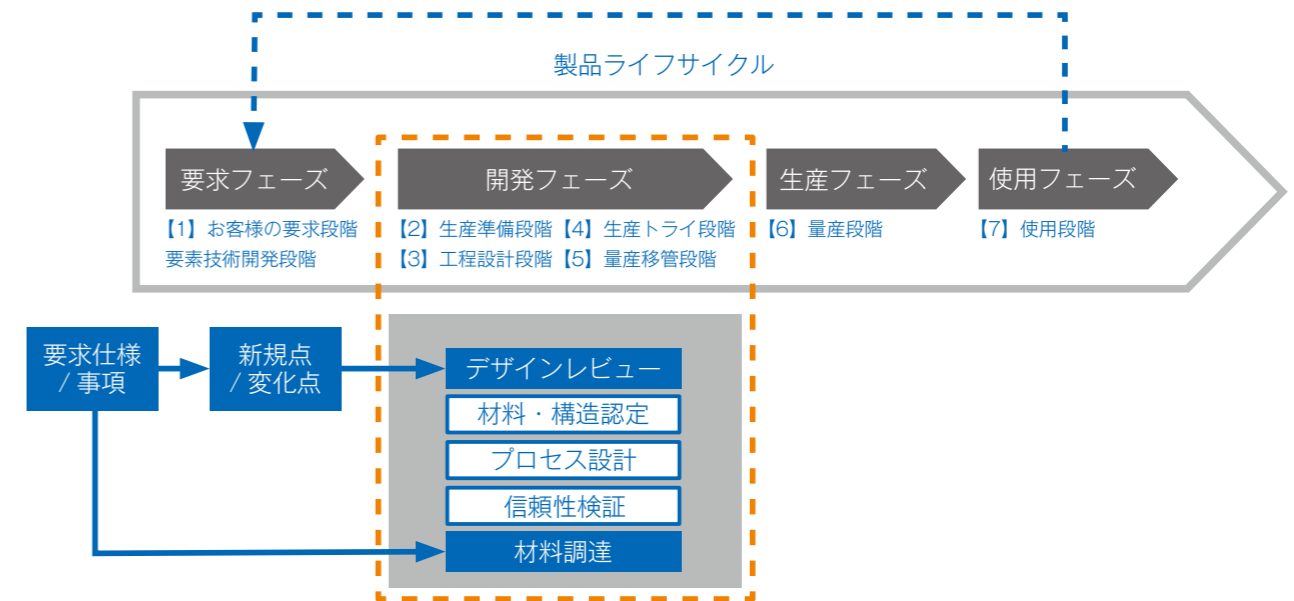 製品ライフサイクル
要求フェーズ
開発フェーズ
生産フェーズ
使用フェーズ
【1】お客様の要求段階
要素技術開発段階
【2】生産準備段階【4】生産トライ段階
【3】工程設計段階【5】量産移管段階
【6】量産段階
【7】使用段階
要求仕様
/ 事項
新規点
/ 変化点
デザインレビュー
材料・構造認定
プロセス設計
信頼性検証
材料調達